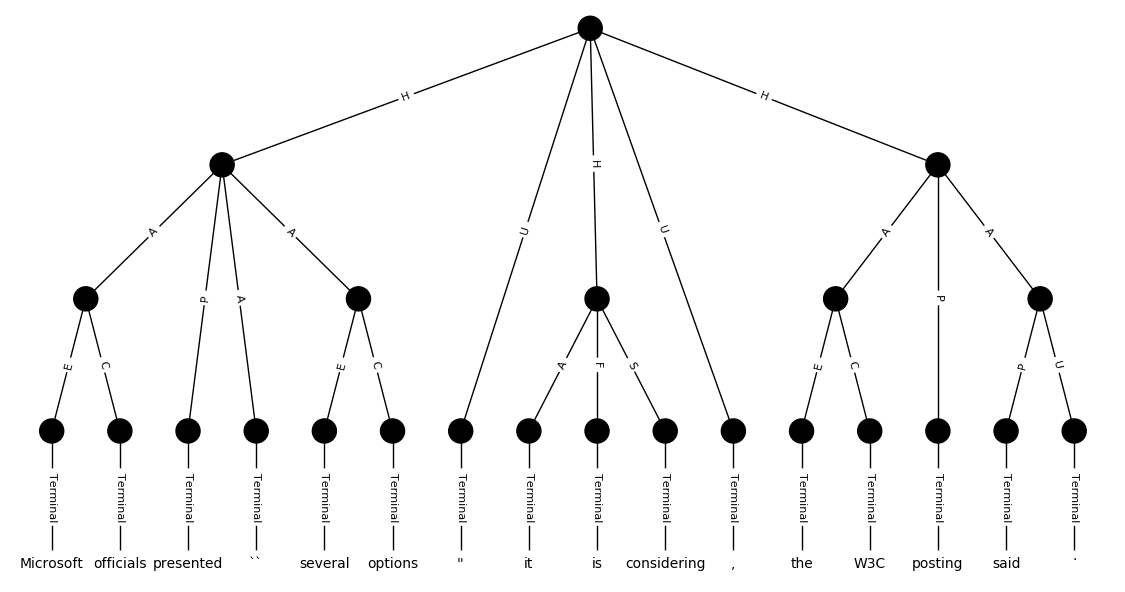 H U H U H
A P A A A P A
E C E C A F S E C P U
Terminal Terminal Terminal Terminal Terminal Terminal Terminal Terminal Terminal Terminal Terminal Terminal Terminal Terminal Terminal Terminal
Microsoft officials presented `` several options " it is considering , the W3C posting said .